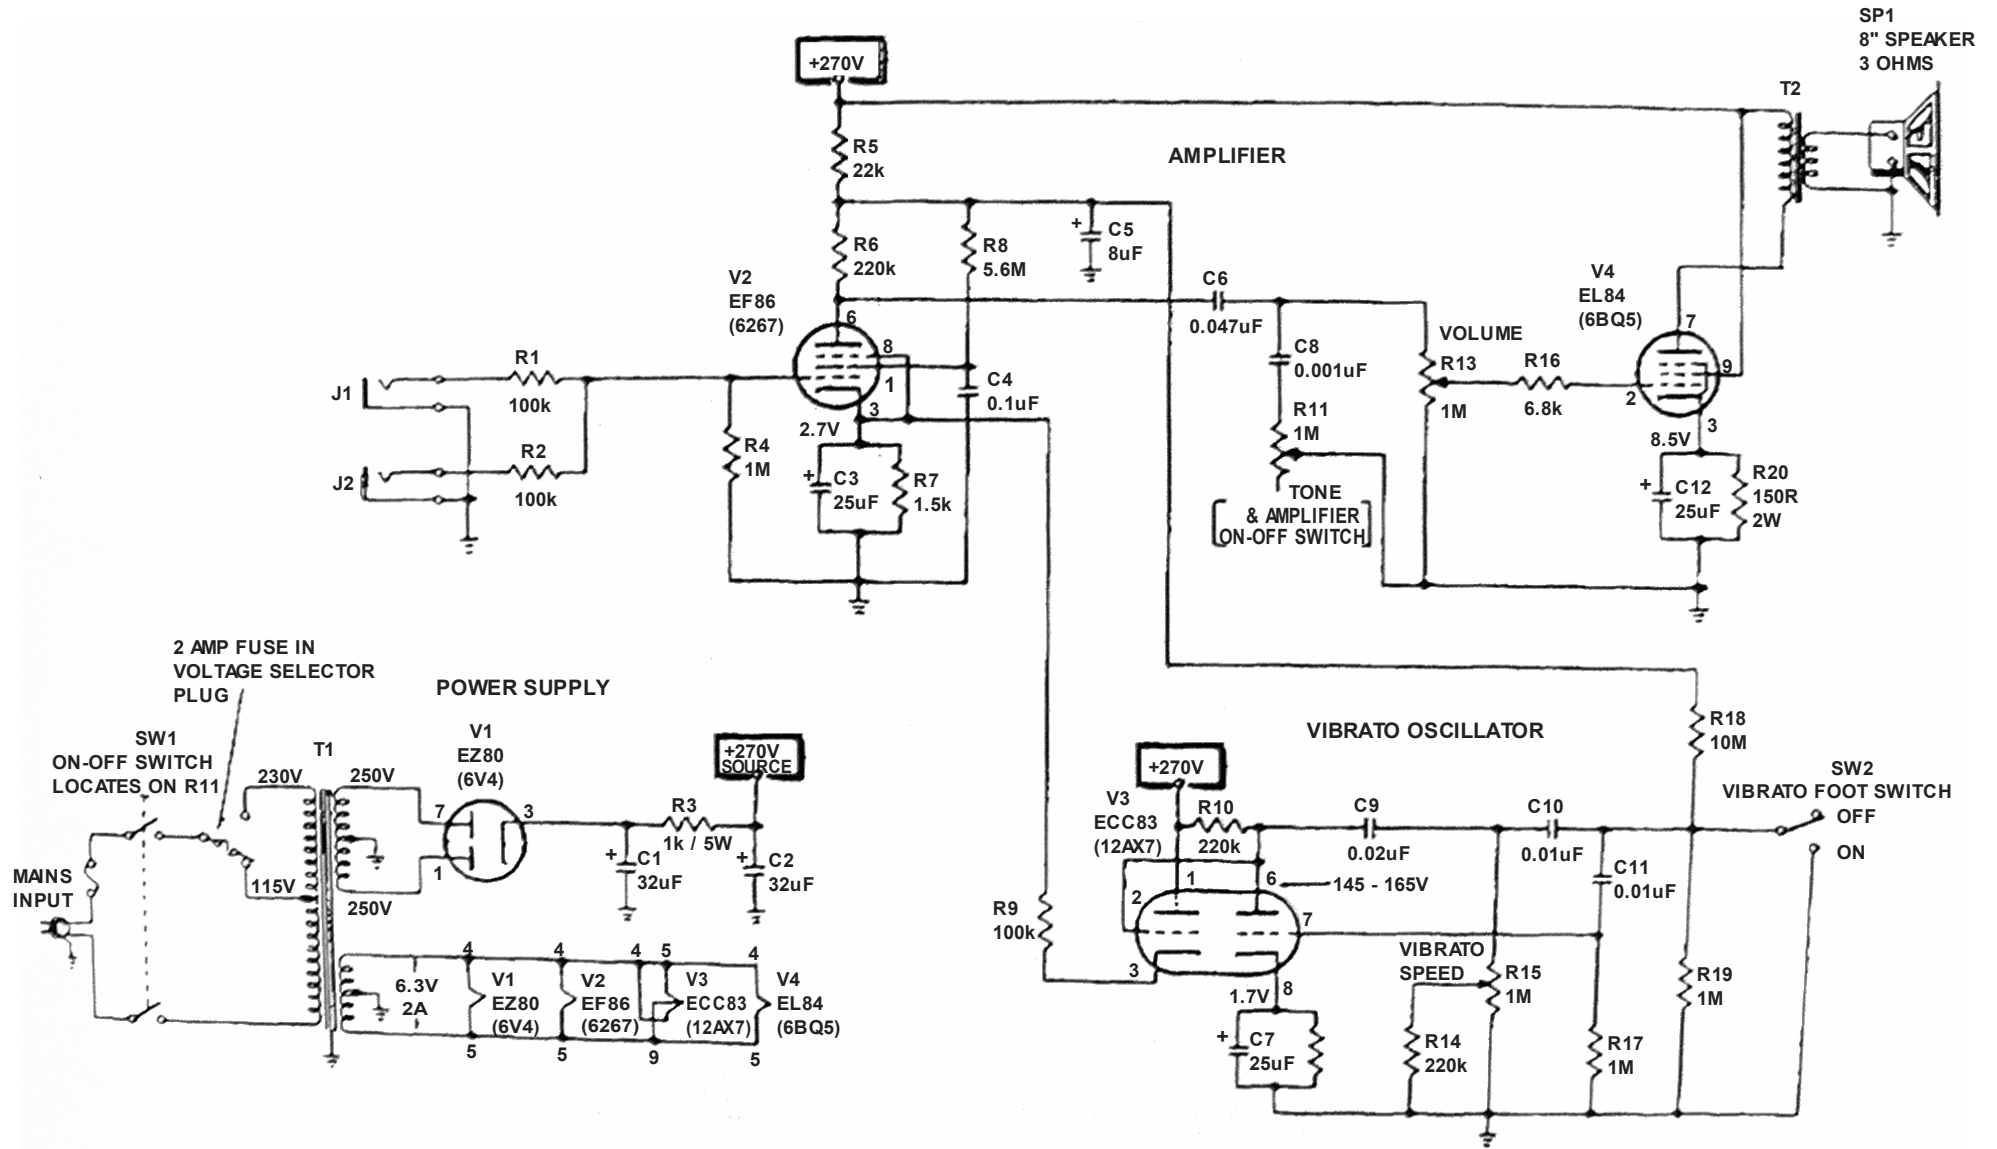 SP1
8" SPEAKER
3 OHMS
+270V
T2
R5
22k
AMPLIFIER
R6
220k
R8
5.6M
+
C5
8uF
V2
EF86
(6267)
C6
0.047uF
V4
EL84
(6BQ5)
6
8
1
3
7
9
2
3
VOLUME
R13
1M
R16
6.8k
C8
0.001uF
R11
1M
TONE
& AMPLIFIER
ON-OFF SWITCH
J1
R1
100k
J2
R2
100k
C4
0.1uF
2.7V
R4
1M
+
C3
25uF
R7
1.5k
8.5V
+
C12
25uF
R20
150R
2W
2 AMP FUSE IN
VOLTAGE SELECTOR
PLUG
POWER SUPPLY
SW1
ON-OFF SWITCH
LOCATES ON R11
T1
V1
EZ80
(6V4)
+270V
SOURCE
230V
250V
7
3
1
R3
1k / 5W
+
C1
32uF
+
C2
32uF
MAINS
INPUT
115V
250V
6.3V
2A
4
4
4
5
4
V1
EZ80
(6V4)
V2
EF86
(6267)
V3
ECC83
(12AX7)
V4
EL84
(6BQ5)
5
5
9
5
VIBRATO OSCILLATOR
R18
10M
+270V
SW2
VIBRATO FOOT SWITCH
OFF
ON
V3
ECC83
(12AX7)
R10
220k
C9
0.02uF
C10
0.01uF
C11
0.01uF
1
6
145 - 165V
2
7
R9
100k
3
8
1.7V
VIBRATO
SPEED
R15
1M
R19
1M
+
C7
25uF
R14
220k
R17
1M